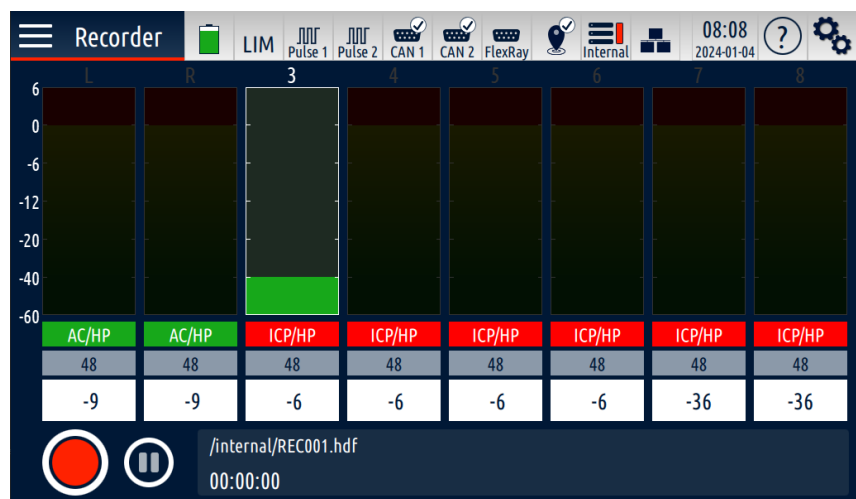 Recorder
LIM
Pulse 1
Pulse 2
CAN 1
CAN 2
FlexRay
Internal
08:08
2024-01-04
?
L R 3 4 5 6 7 8
6
0
-6
-12
-20
-40
-60
AC/HP AC/HP ICP/HP ICP/HP ICP/HP ICP/HP ICP/HP ICP/HP
48 48 48 48 48 48 48 48
-9 -9 -6 -6 -6 -6 -36 -36
/internal/REC001.hdf
00:00:00